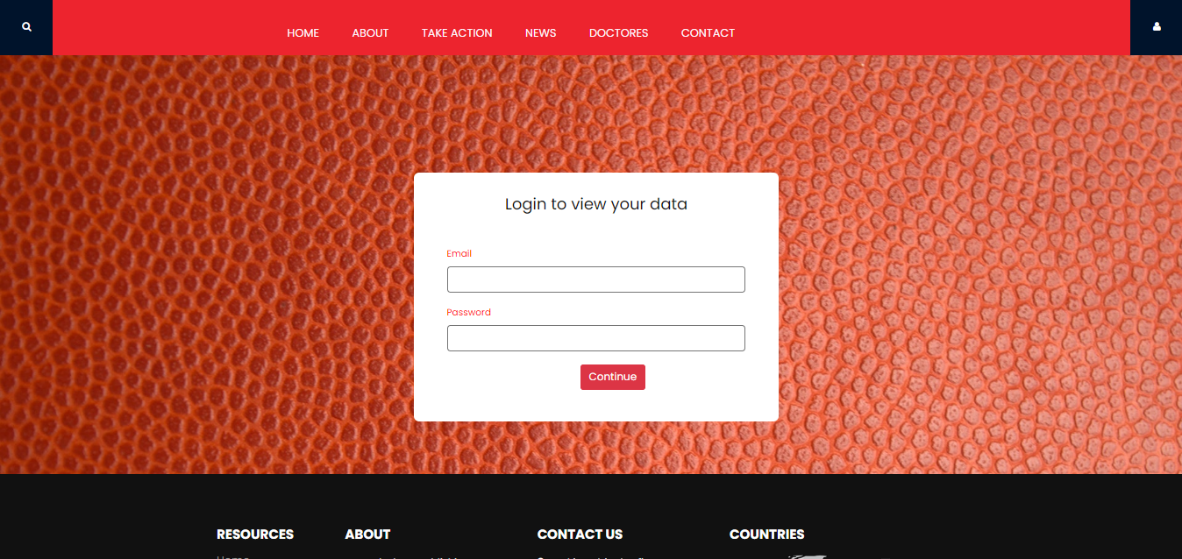 HOME ABOUT TAKE ACTION NEWS DOCTORES CONTACT
Login to view your data
Email
Password
Continue
RESOURCES ABOUT CONTACT US COUNTRIES